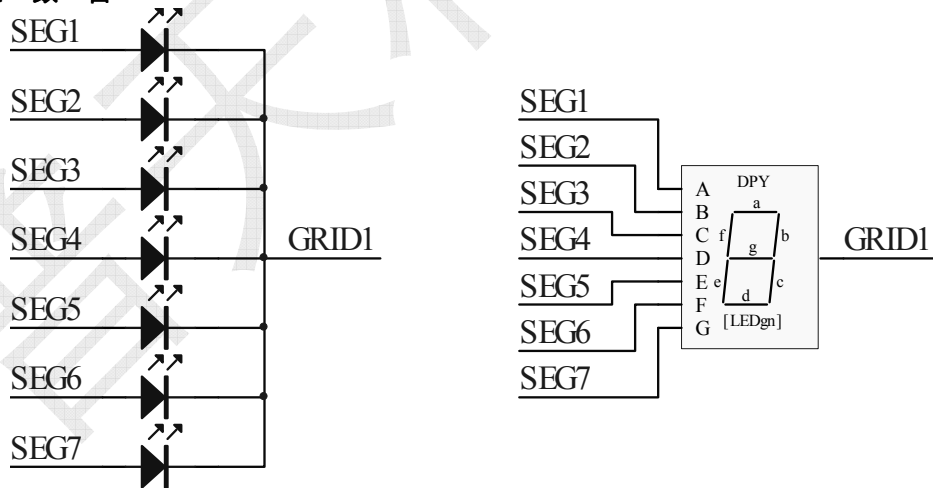 SEG1
SEG2
SEG3
SEG4
SEG5
SEG6
SEG7
GRID1
SEG1
SEG2
SEG3
SEG4
SEG5
SEG6
SEG7
DPY
A
B
C
D
E
F
G
a
f b
g
e c
d
[LEDgn]
GRID1